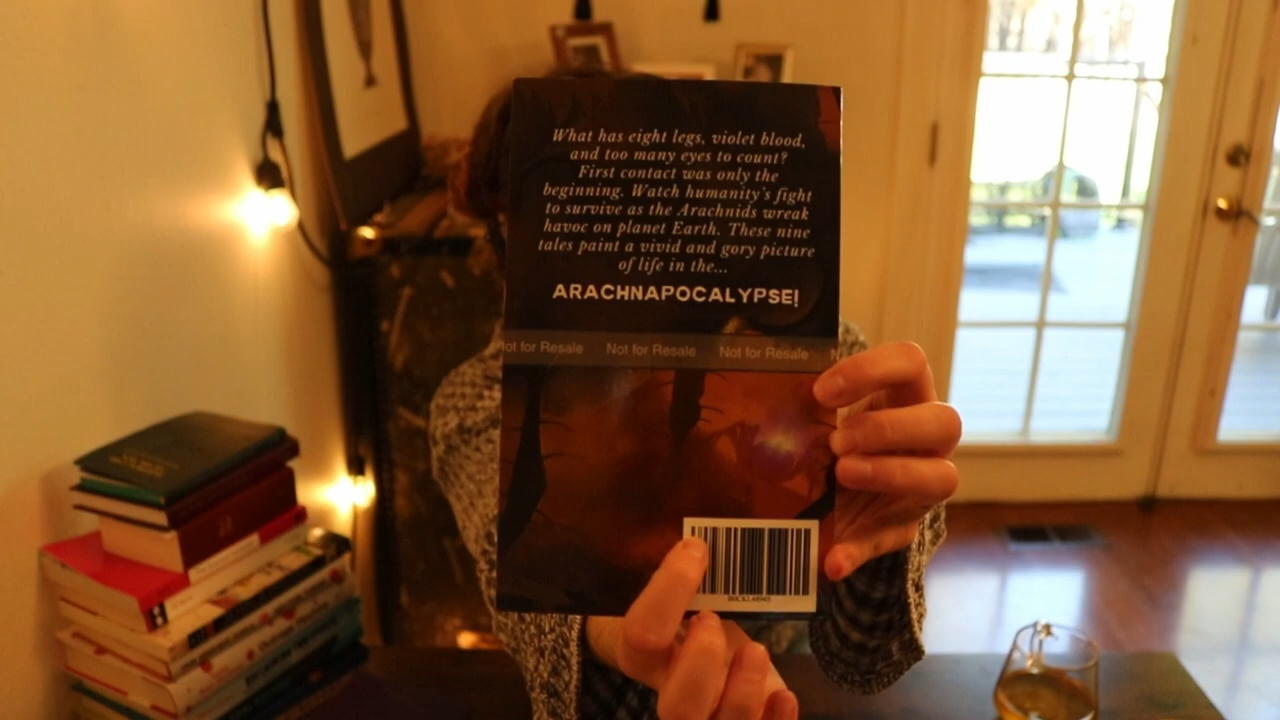 What has eight legs, violet blood,
and too many eyes to count?
First contact was only the
beginning. Watch humanity's fight
to survive as the Arachnids wreak
havoc on planet Earth. These nine
tales paint a vivid and gory picture
of life in the...
ARACHNAPOCALYPSE!
Not for Resale Not for Resale Not for Resale N